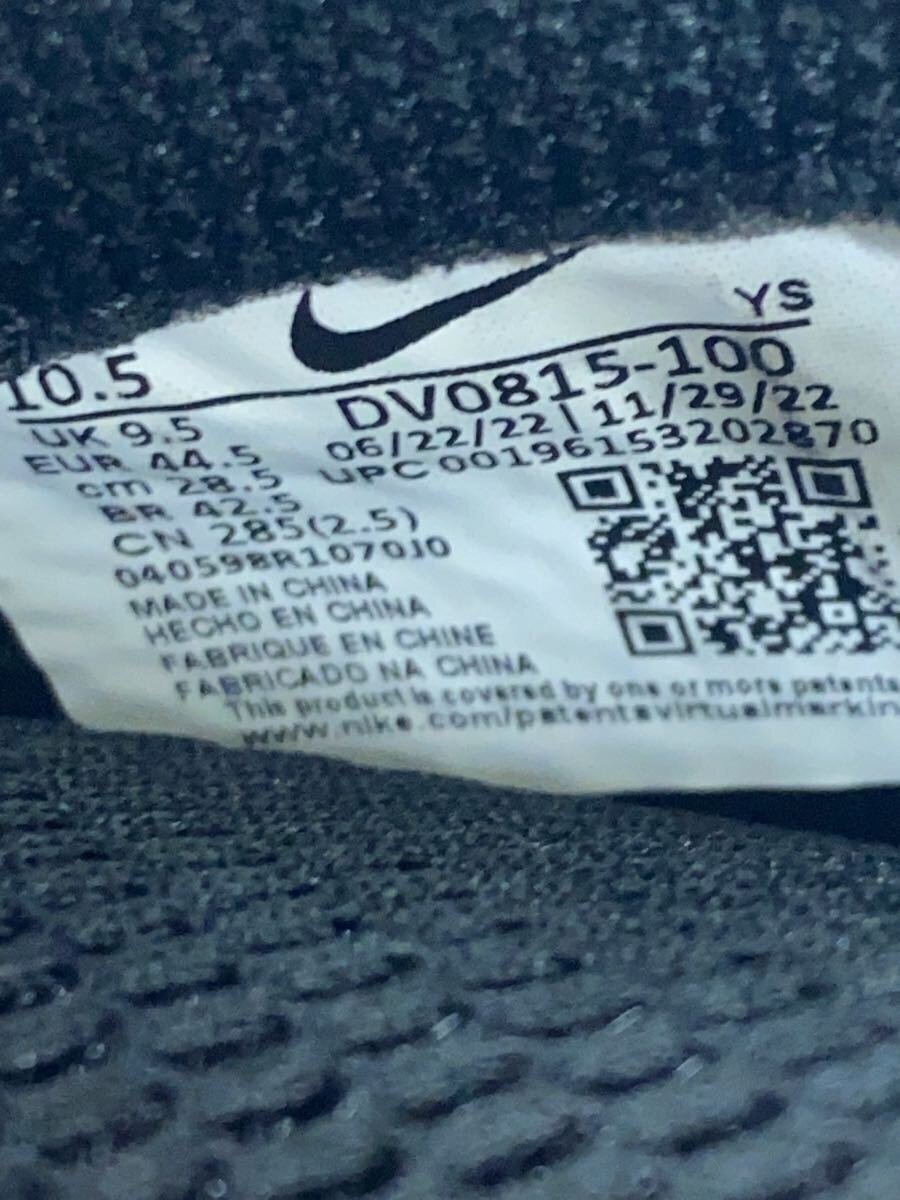 YS
10.5
DV0815-100
UK 9.5
06/22/22 | 11/29/22
EUR 44.5
UPC 00196153202870
cm 28.5
BR 42.5
CN 285(2.5)
040598R1070J0
MADE IN CHINA
HECHO EN CHINA
FABRIQUE EN CHINE
FABRICADO NA CHINA
This product is covered by one or more patents
www.nike.com/patentsvirtualmarkin